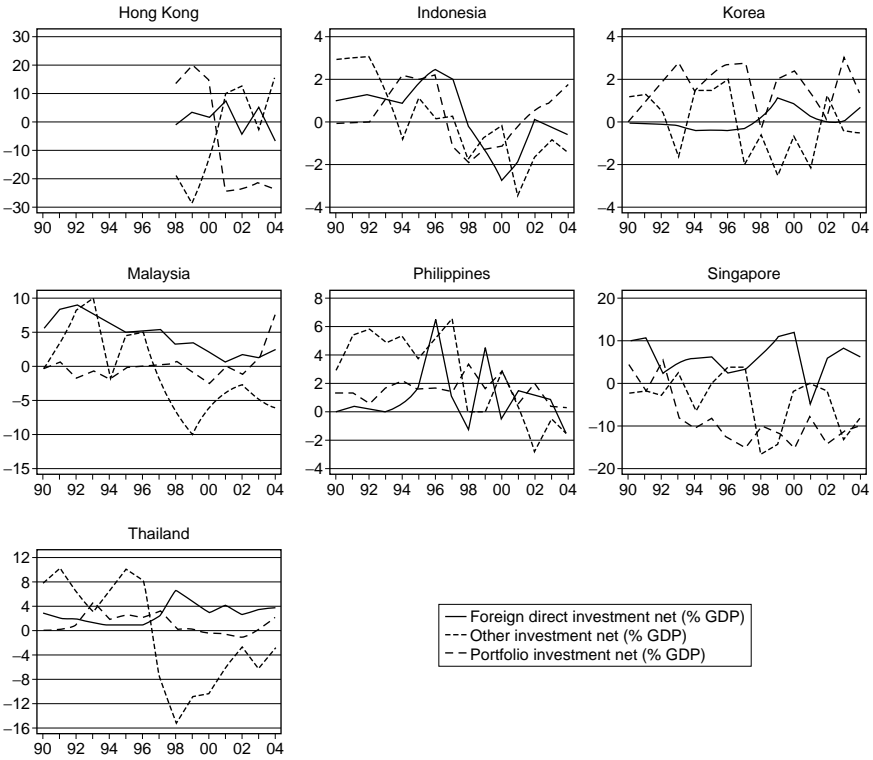 Hong Kong
30
20
10
0
–10
–20
–30
90 92 94 96 98 00 02 04
Indonesia
4
2
0
–2
–4
90 92 94 96 98 00 02 04
Korea
4
2
0
–2
–4
90 92 94 96 98 00 02 04
Malaysia
10
5
0
–5
–10
–15
90 92 94 96 98 00 02 04
Philippines
8
6
4
2
0
–2
–4
90 92 94 96 98 00 02 04
Singapore
20
10
0
–10
–20
90 92 94 96 98 00 02 04
Thailand
12
8
4
0
–4
–8
–12
–16
90 92 94 96 98 00 02 04
Foreign direct investment net (% GDP)
Other investment net (% GDP)
Portfolio investment net (% GDP)